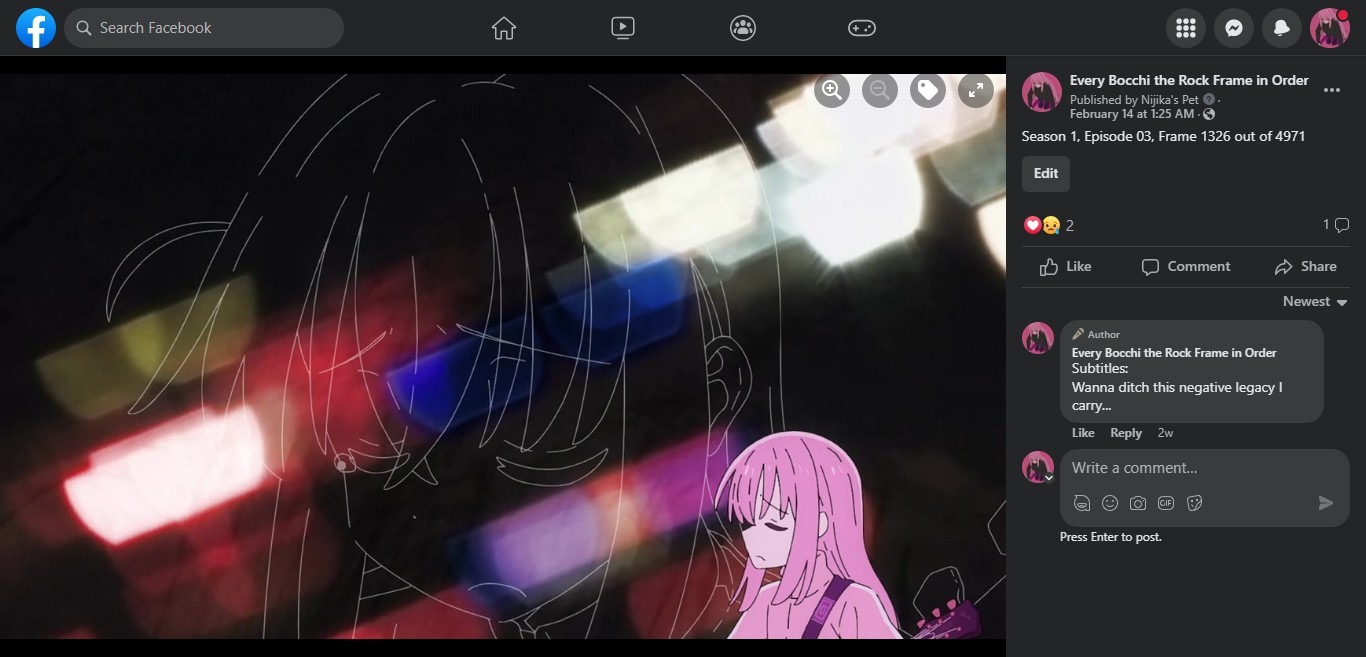 Search Facebook
Every Bocchi the Rock Frame in Order
Published by Nijika's Pet ·
February 14 at 1:25 AM ·
Season 1, Episode 03, Frame 1326 out of 4971
Edit
2
1
Like
Comment
Share
Newest
Author
Every Bocchi the Rock Frame in Order
Subtitles:
Wanna ditch this negative legacy I
carry...
Like Reply 2w
Write a comment...
GIF
Press Enter to post.